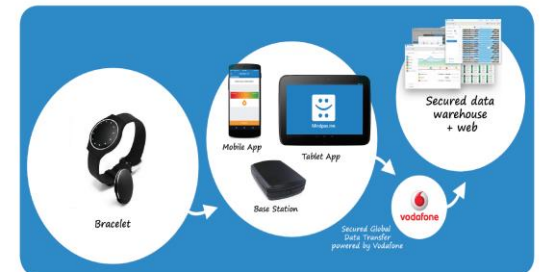 Bracelet
Mobile App
Tablet App
Base Station
Secured Global
Data Transfer
powered by Vodafone
vodafone
Secured data
warehouse
+ web